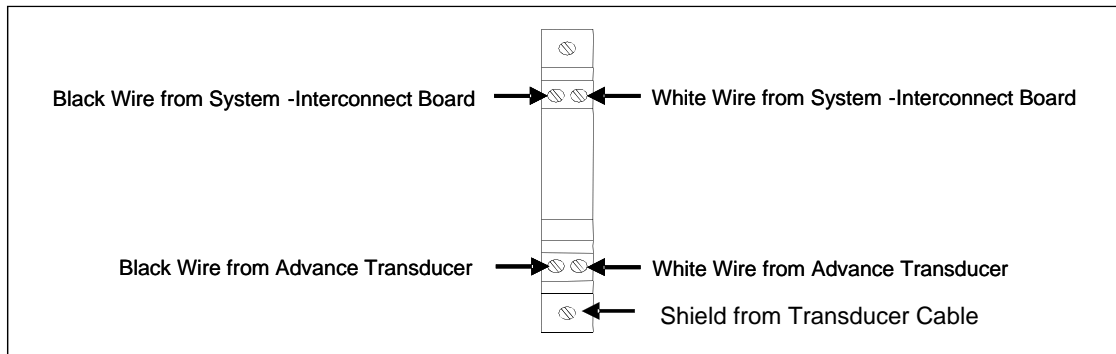 Black Wire from System -Interconnect Board White Wire from System -Interconnect Board
Black Wire from Advance Transducer White Wire from Advance Transducer
Shield from Transducer Cable